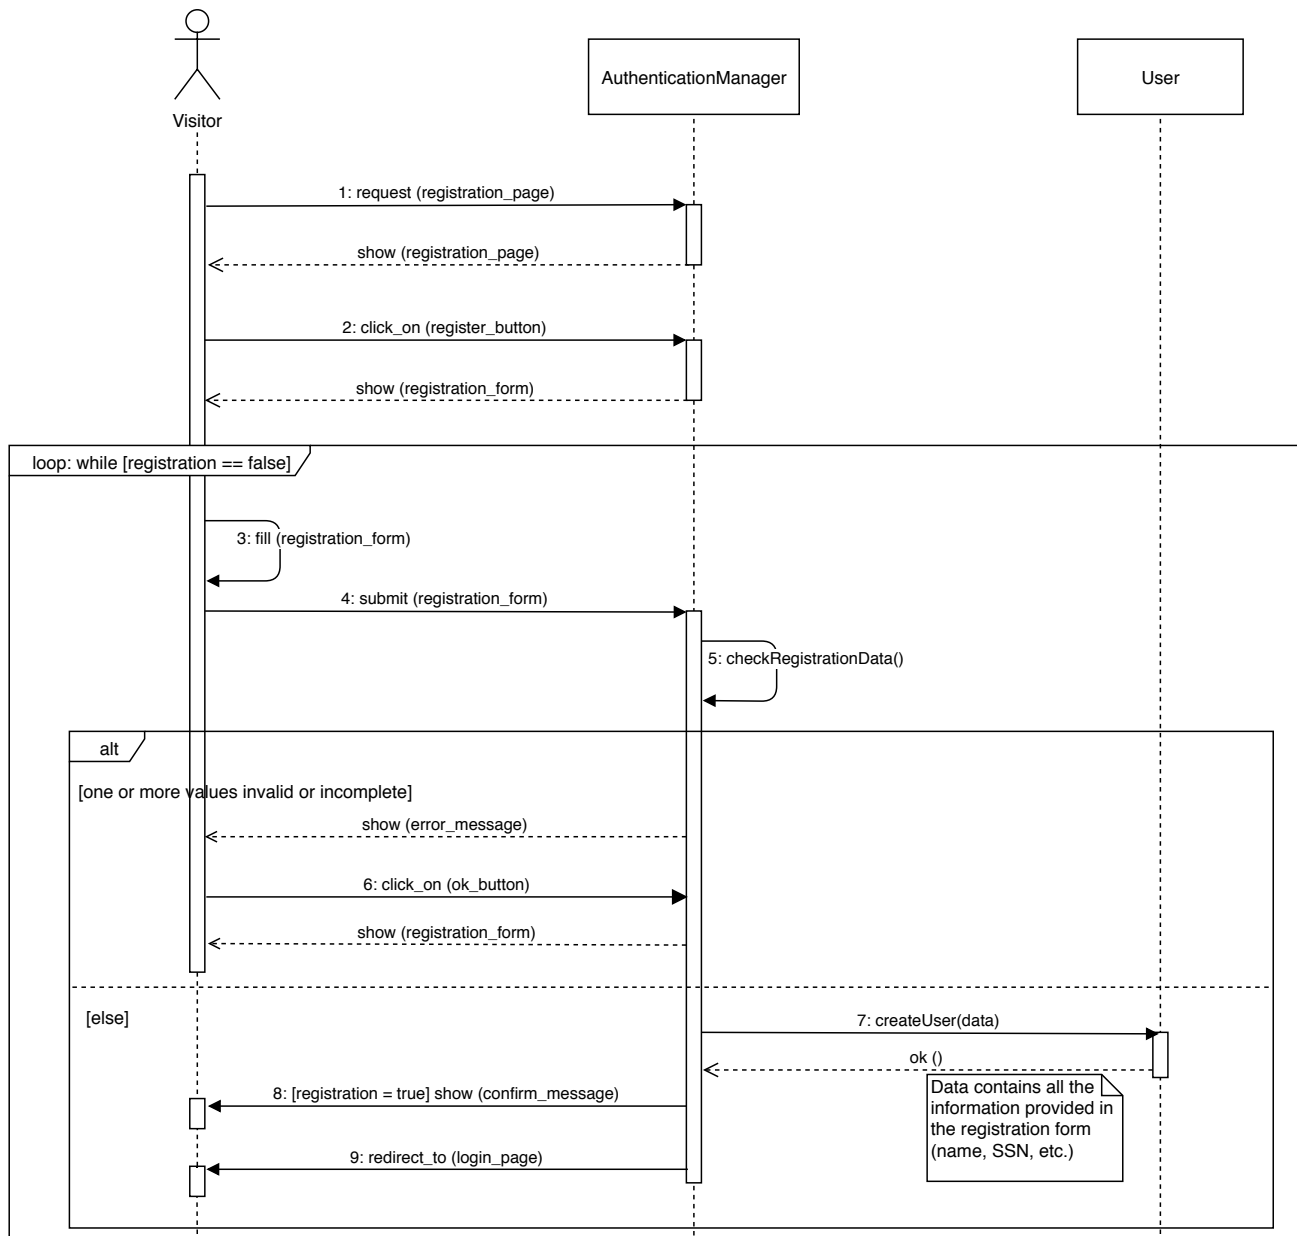 Visitor
AuthenticationManager
User
1: request (registration_page)
show (registration_page)
2: click_on (register_button)
show (registration_form)
loop: while [registration == false]
3: fill (registration_form)
4: submit (registration_form)
5: checkRegistrationData()
alt
[one or more values invalid or incomplete]
show (error_message)
6: click_on (ok_button)
show (registration_form)
[else]
7: createUser(data)
ok ()
Data contains all the
information provided in
the registration form
(name, SSN, etc.)
8: [registration = true] show (confirm_message)
9: redirect_to (login_page)